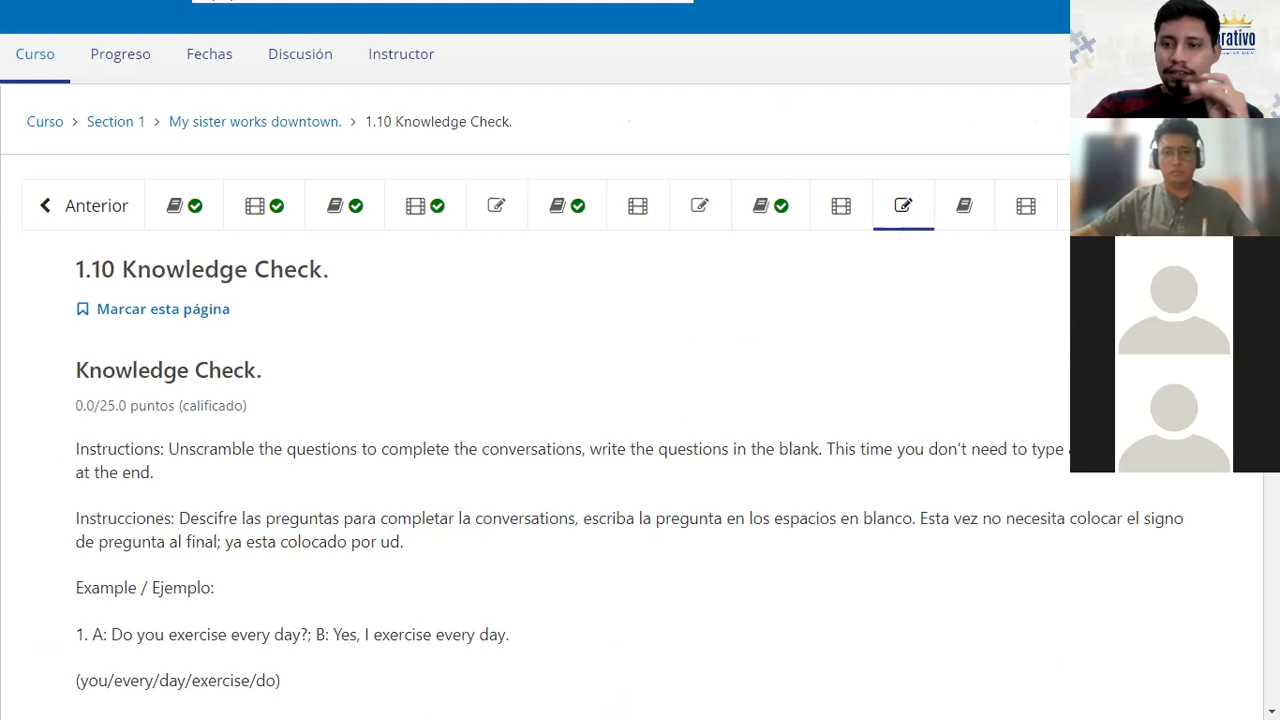 Curso Progreso Fechas Discusión Instructor
Curso > Section 1 > My sister works downtown. > 1.10 Knowledge Check.
Anterior
1.10 Knowledge Check.
Marcar esta página
Knowledge Check.
0.0/25.0 puntos (calificado)
Instructions: Unscramble the questions to complete the conversations, write the questions in the blank. This time you don't need to type
at the end.
Instrucciones: Descifre las preguntas para completar la conversations, escriba la pregunta en los espacios en blanco. Esta vez no necesita colocar el signo
de pregunta al final; ya esta colocado por ud.
Example / Ejemplo:
1. A: Do you exercise every day?; B: Yes, I exercise every day.
(you/every/day/exercise/do)